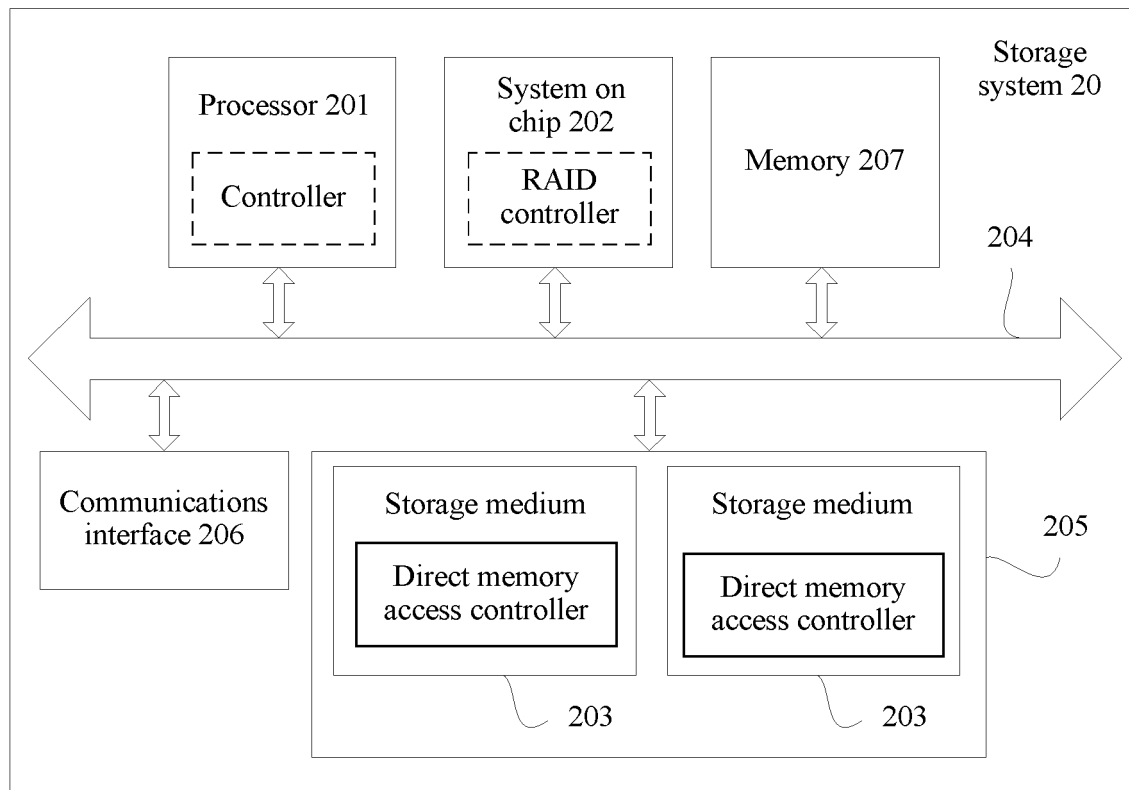 Storage
system 20
Processor 201
Controller
System on
chip 202
RAID
controller
Memory 207
204
Communications
interface 206
Storage medium
Direct memory
access controller
203
Storage medium
Direct memory
access controller
203
205